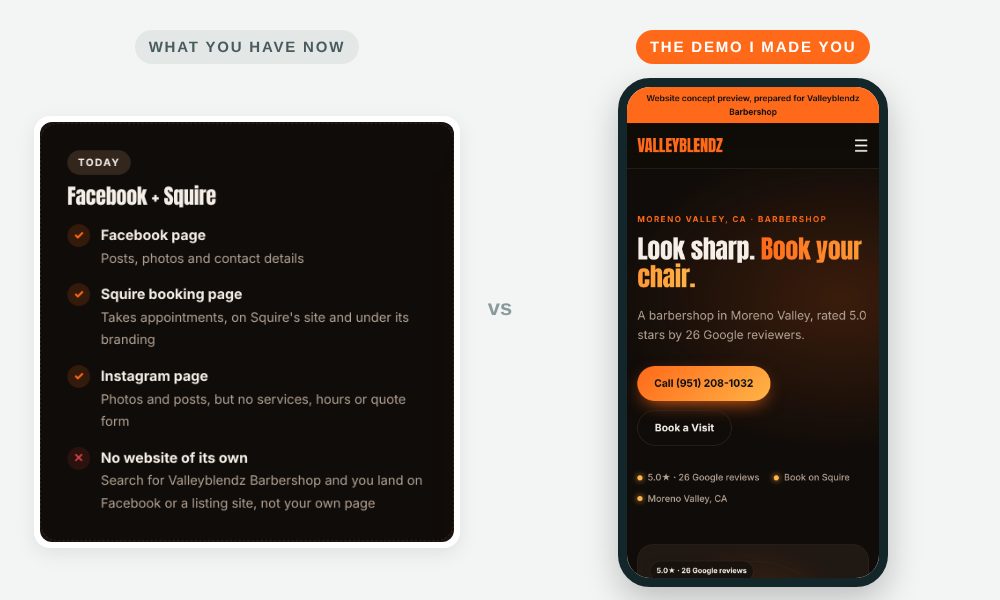 WHAT YOU HAVE NOW
TODAY
Facebook + Squire
Facebook page
Posts, photos and contact details
Squire booking page
Takes appointments, on Squire's site and under its
branding
Instagram page
Photos and posts, but no services, hours or quote
form
No website of its own
Search for Valleyblendz Barbershop and you land on
Facebook or a listing site, not your own page
vs
THE DEMO I MADE YOU
Website concept preview, prepared for Valleyblendz
Barbershop
VALLEYBLENDZ
MORENO VALLEY, CA · BARBERSHOP
Look sharp. Book your
chair.
A barbershop in Moreno Valley, rated 5.0
stars by 26 Google reviewers.
Call (951) 208-1032
Book a Visit
5.0★ · 26 Google reviews
Book on Squire
Moreno Valley, CA
5.0★ · 26 Google reviews